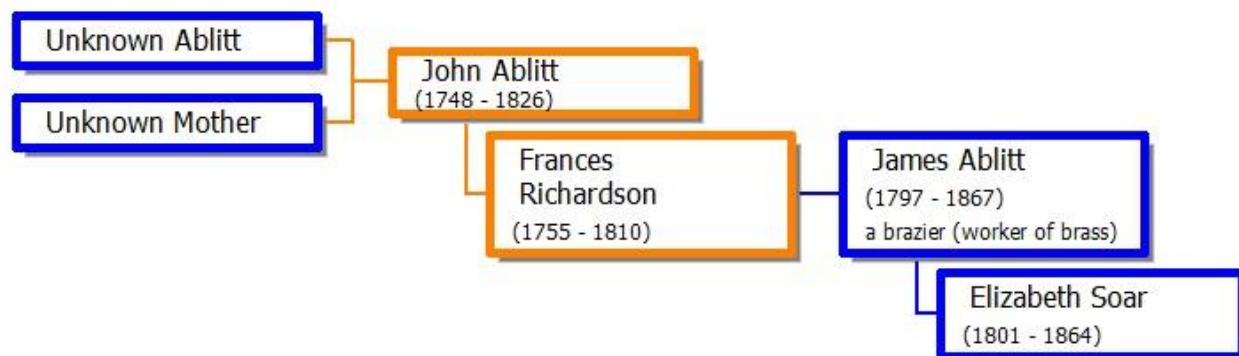 Unknown Ablitt
Unknown Mother
John Ablitt
(1748 - 1826)
Frances
Richardson
(1755 - 1810)
James Ablitt
(1797 - 1867)
a brazier (worker of brass)
Elizabeth Soar
(1801 - 1864)